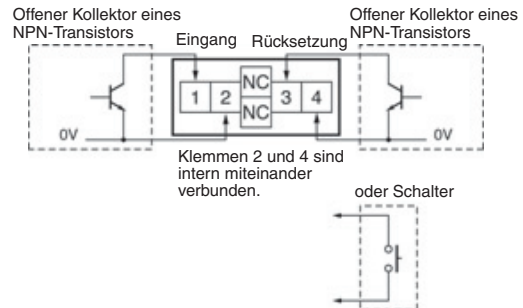 Offener Kollektor eines
NPN-Transistors
Offener Kollektor eines
NPN-Transistors
Eingang
Rücksetzung
NC
1
2
3
4
NC
0V
0V
Klemmen 2 und 4 sind
intern miteinander
verbunden.
oder Schalter